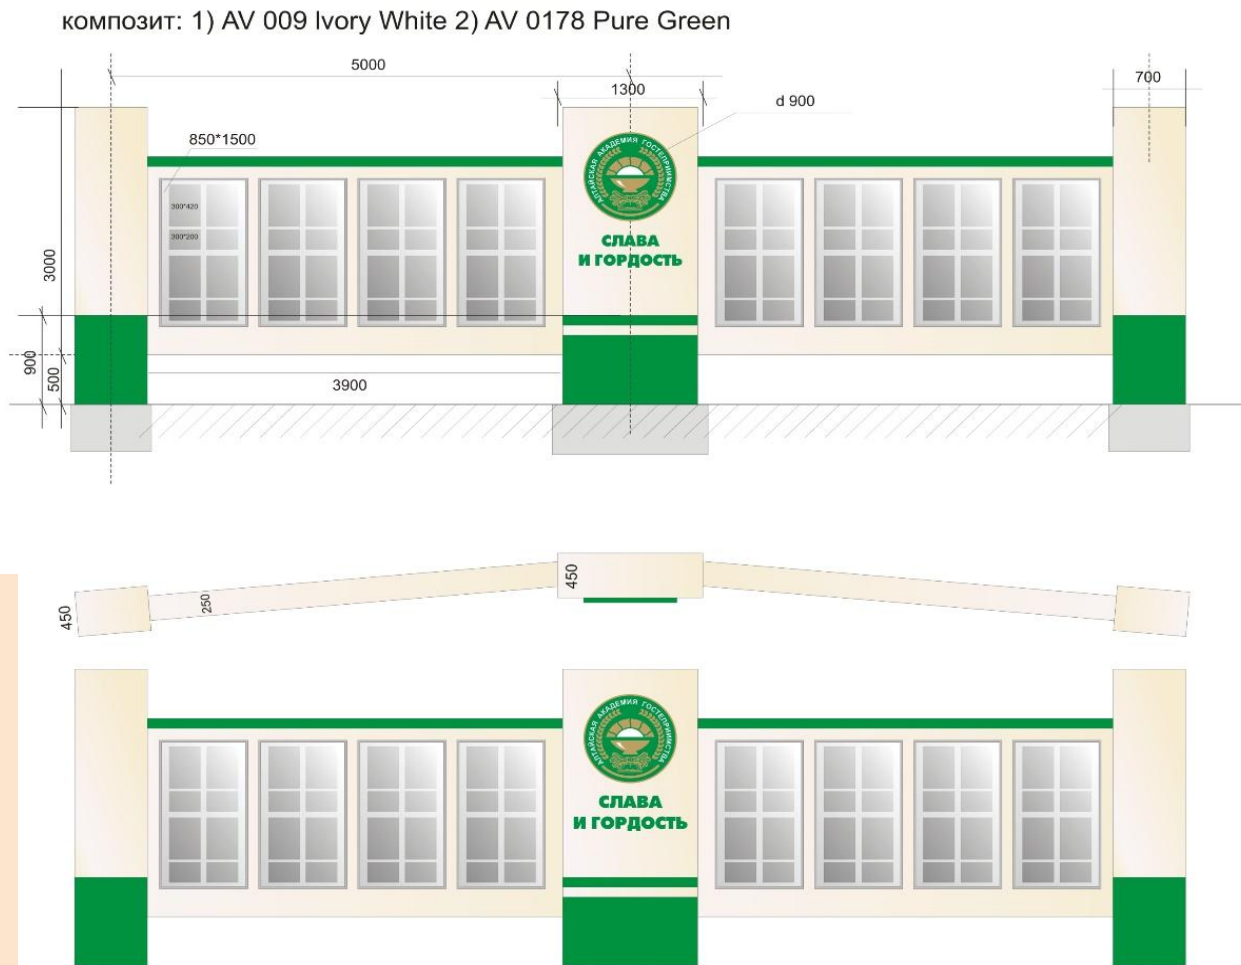 композит: 1) AV 009 Ivory White 2) AV 0178 Pure Green
5000
1300
d 900
700
850*1500
АЛТАЙСКАЯ АКАДЕМИЯ ГОСТЕПРИИМСТВА
300*420
300*200
СЛАВА
И ГОРДОСТЬ
3000
900
500
3900
450
450
250
АЛТАЙСКАЯ АКАДЕМИЯ ГОСТЕПРИИМСТВА
СЛАВА
И ГОРДОСТЬ